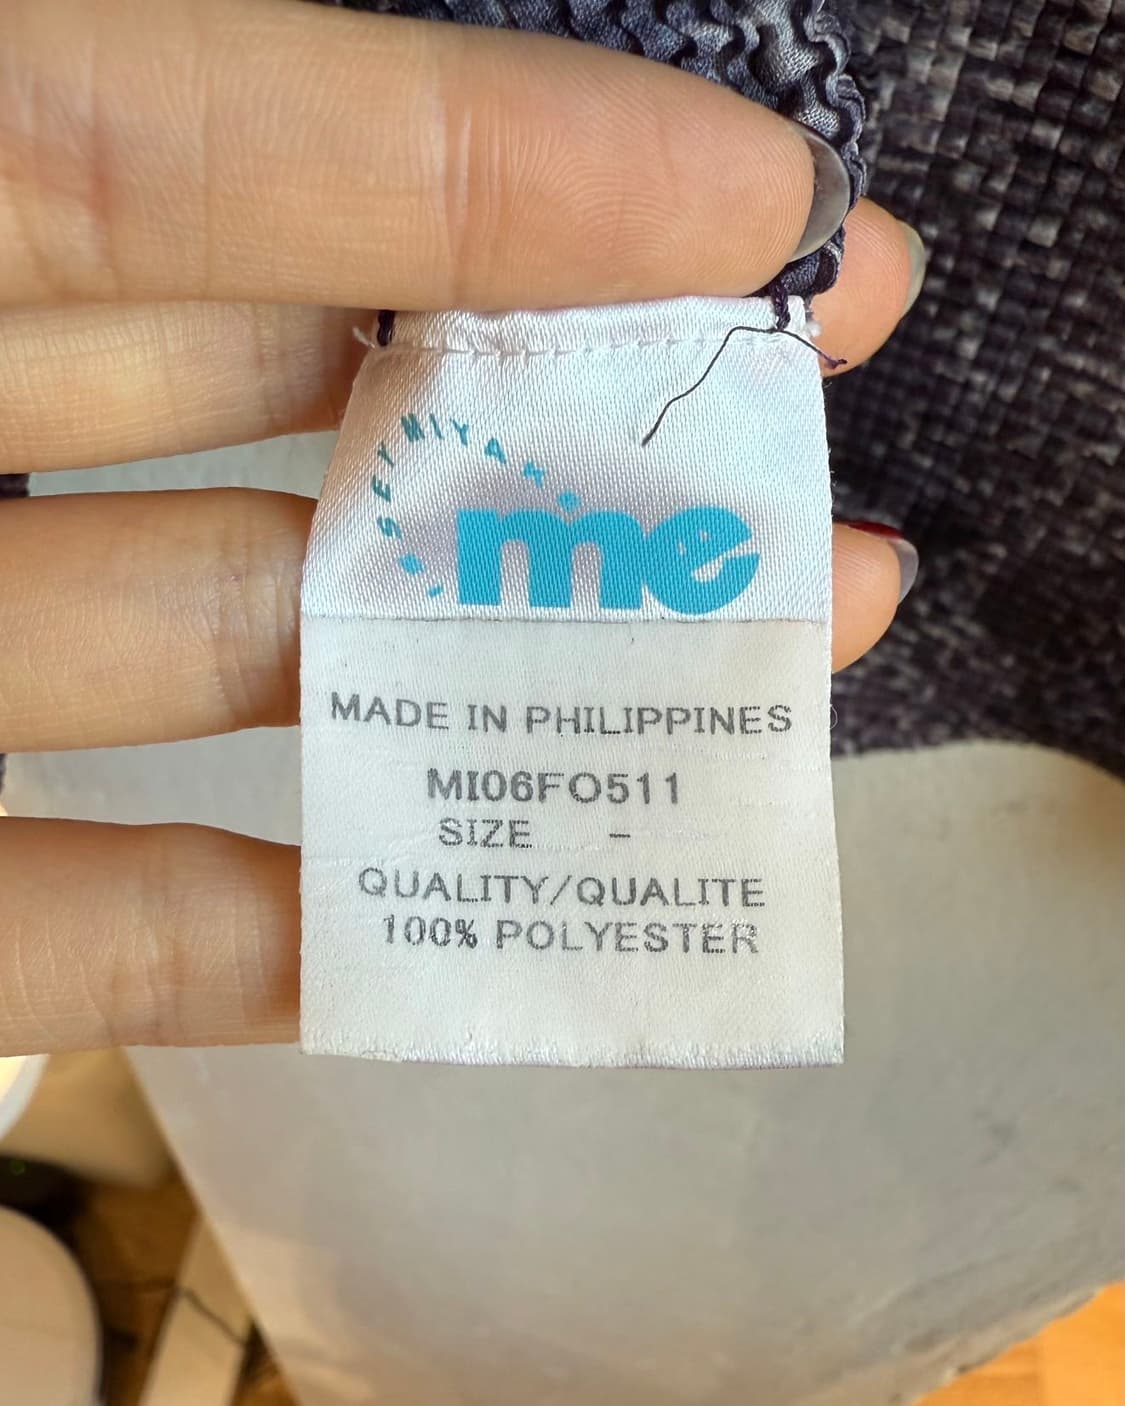 ISSEY MIYAKE
me
MADE IN PHILIPPINES
MI06FO511
SIZE -
QUALITY/QUALITE
100% POLYESTER